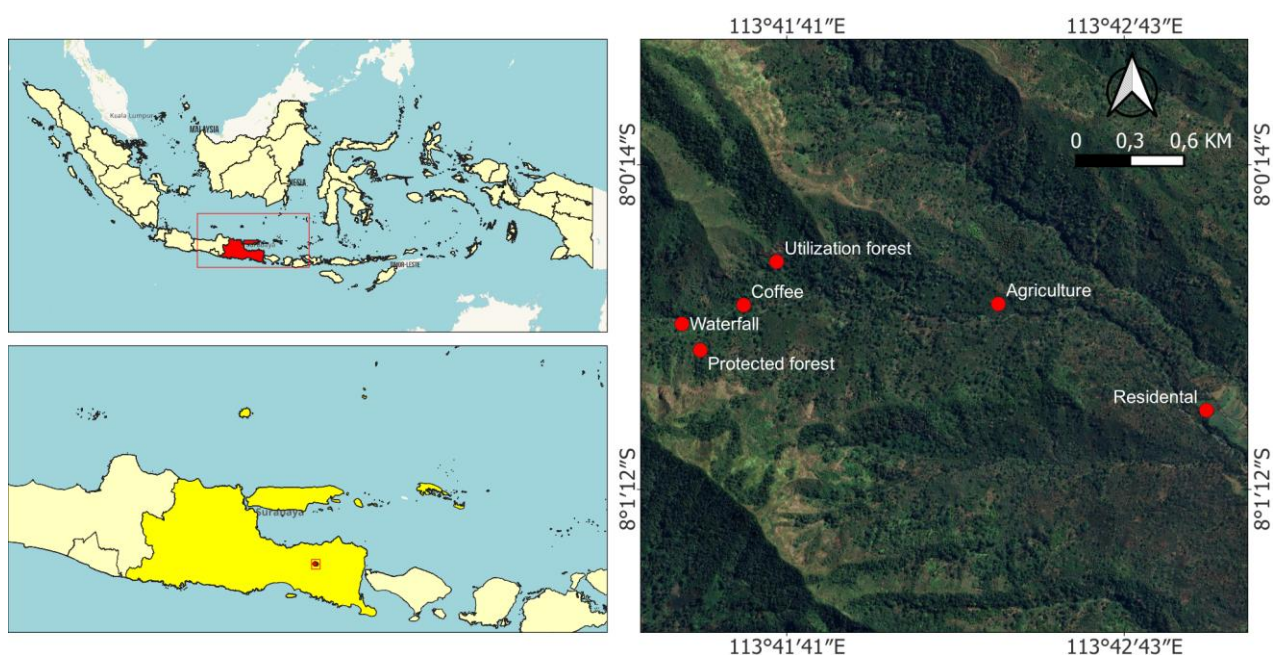 Kuala Lumpur
MALAYSIA
TIMOR-LESTE
Surabaya
113°41′41″E 113°42′43″E
8°0′14″S
8°0′14″S
0 0,3 0,6 KM
Utilization forest
Coffee
Agriculture
Waterfall
Protected forest
Residental
8°1′12″S
8°1′12″S
113°41′41″E 113°42′43″E